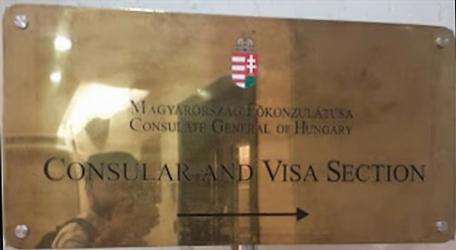 Magyarország Főkonzulátusa
Consulate General of Hungary
Consular and Visa Section